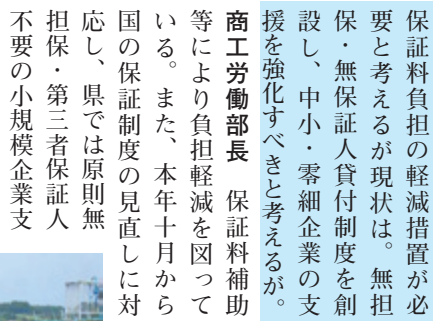 保証料負担の軽減措置が必
要と考えるが現状は。無担
保・無保証人貸付制度を創
設し、中小・零細企業の支
援を強化すべきと考えるが。
商工労働部長　保証料補助
等により負担軽減を図って
いる。また、本年十月から
国の保証制度の見直しに対
応し、県では原則無
担保・第三者保証人
不要の小規模企業支